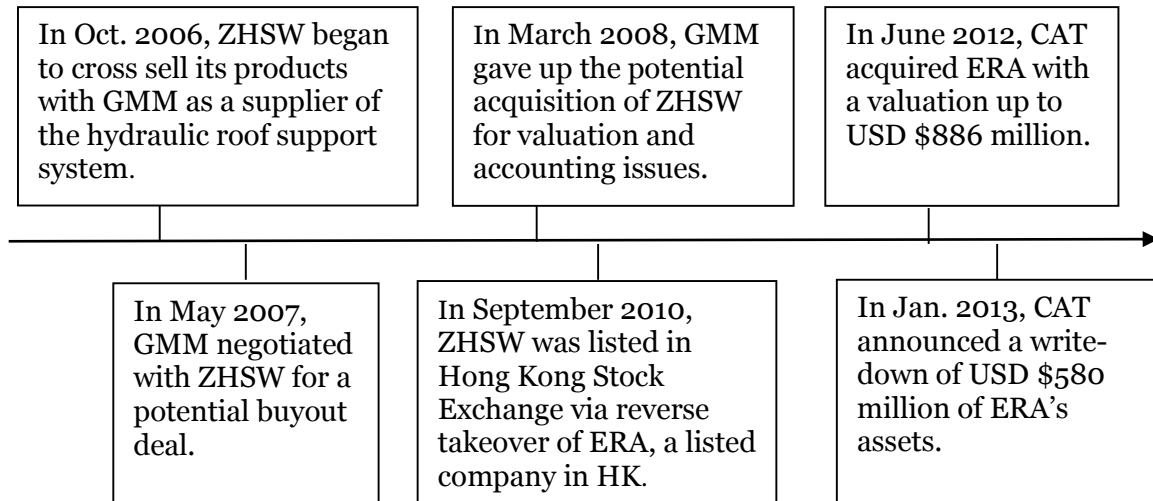 In Oct. 2006, ZHSW began
to cross sell its products
with GMM as a supplier of
the hydraulic roof support
system.
In March 2008, GMM
gave up the potential
acquisition of ZHSW
for valuation and
accounting issues.
In June 2012, CAT
acquired ERA with
a valuation up to
USD $886 million.
In May 2007,
GMM negotiated
with ZHSW for a
potential buyout
deal.
In September 2010,
ZHSW was listed in
Hong Kong Stock
Exchange via reverse
takeover of ERA, a listed
company in HK.
In Jan. 2013, CAT
announced a write-
down of USD $580
million of ERA’s
assets.